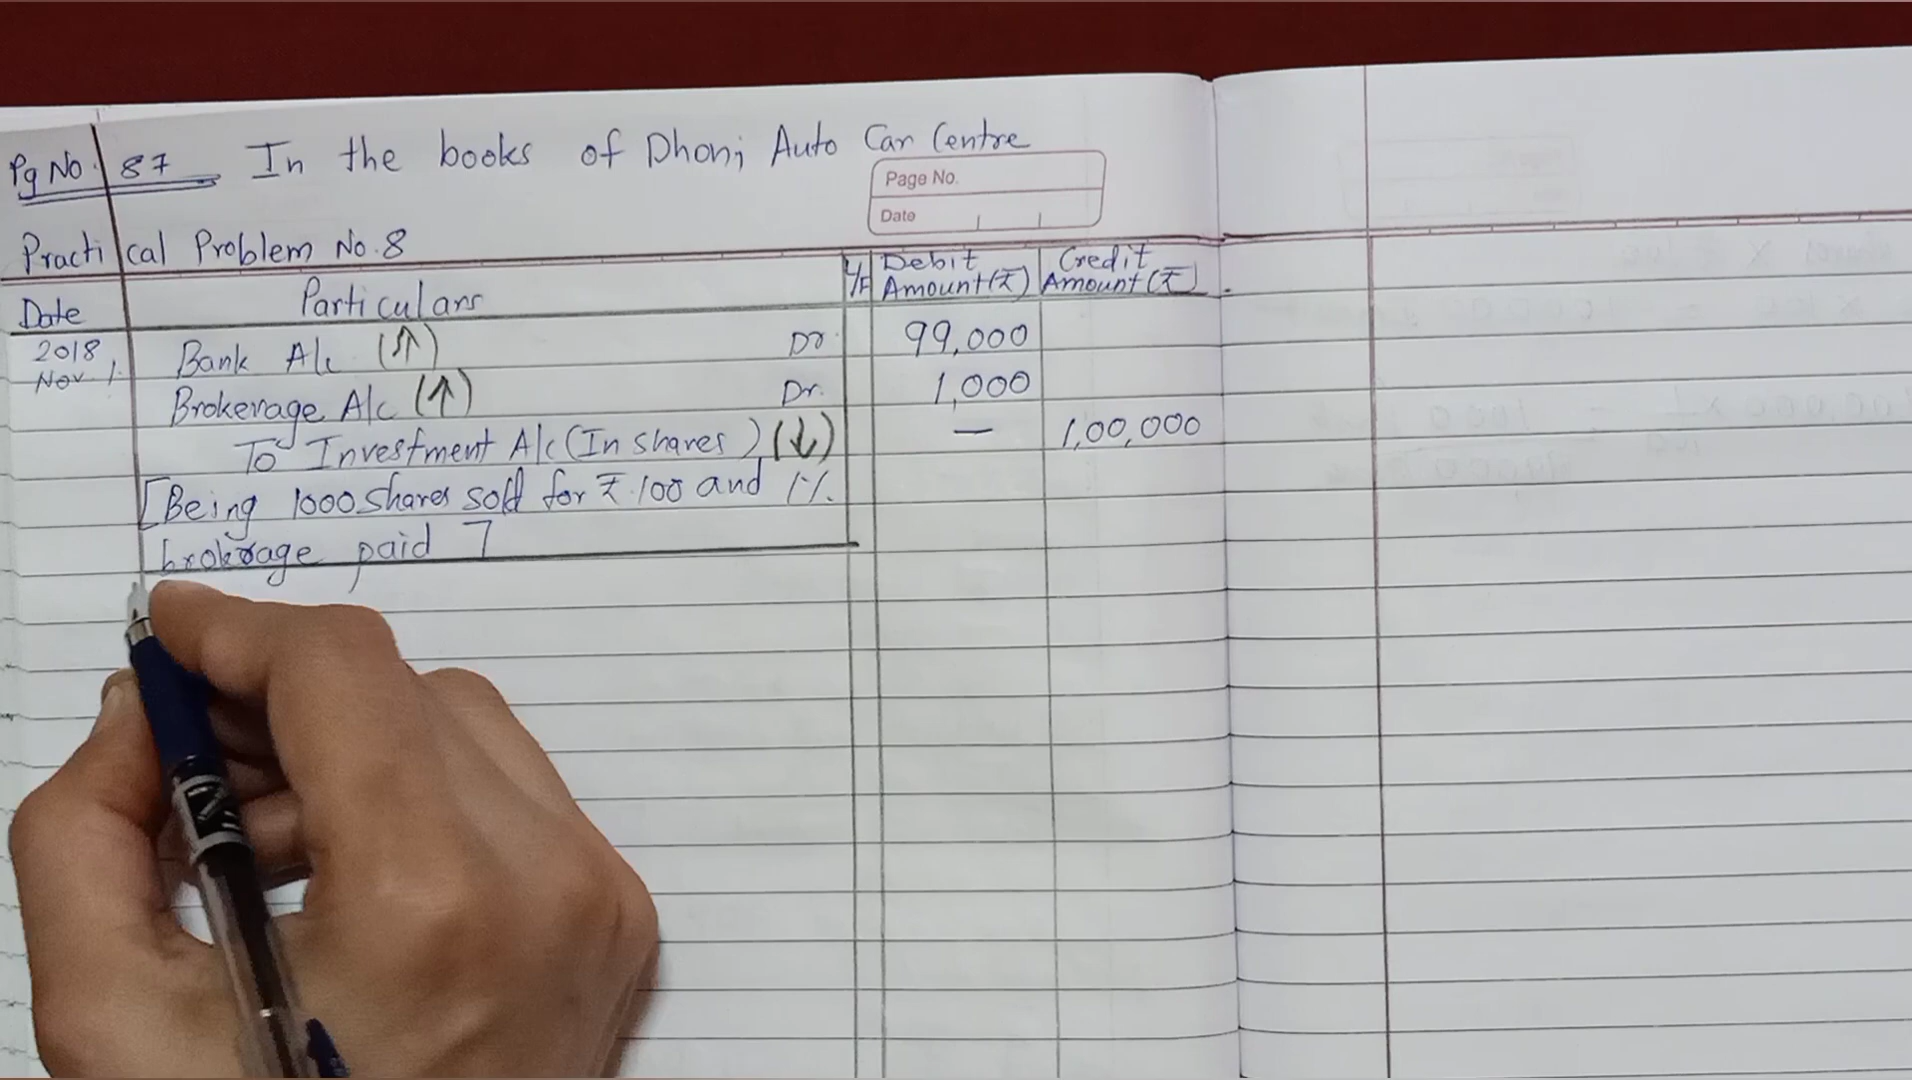 Pg No. 87 In the books of Dhoni Auto Car Centre
Page No.
Date
Practical Problem No. 8
Date Particulars L/F Debit Amount (₹) Credit Amount (₹)
2018 Nov. 1. Bank A/c (↑) Dr. 99,000
Brokerage A/c (↑) Dr. 1,000
To Investment A/c (In shares) (↓) — 1,00,000
[Being 1000 shares sold for ₹.100 and 1%.
brokrage paid ]